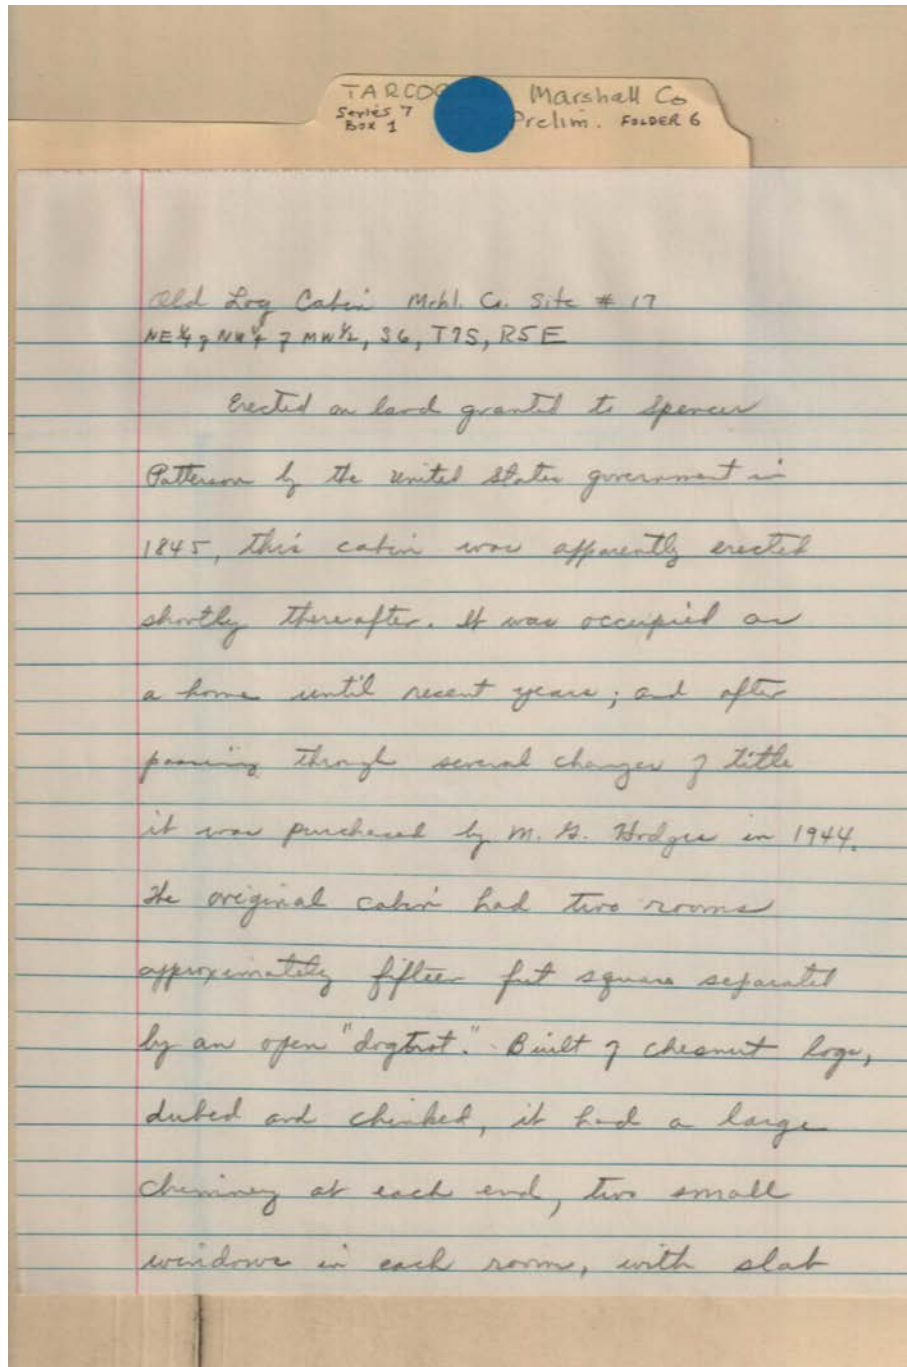 TARCOG Marshall Co
Series 7 Prelim. FOLDER 6
Box 1
Old Log Cabin Mrhl. Co. Site # 17
NE¼ of NW¼ of NW½, S6, T7S, R5E
Erected on land granted to Spencer
Patterson by the United States government in
1845, this cabin was apparently erected
shortly thereafter. It was occupied as
a home until recent years; and after
passing through several changes of title
it was purchased by M. G. Hodges in 1944.
The original cabin had two rooms
approximately fifteen feet square separated
by an open "dogtrot." Built of chesnut logs,
dubed and chinked, it had a large
chimney at each end, two small
windows in each room, with slab